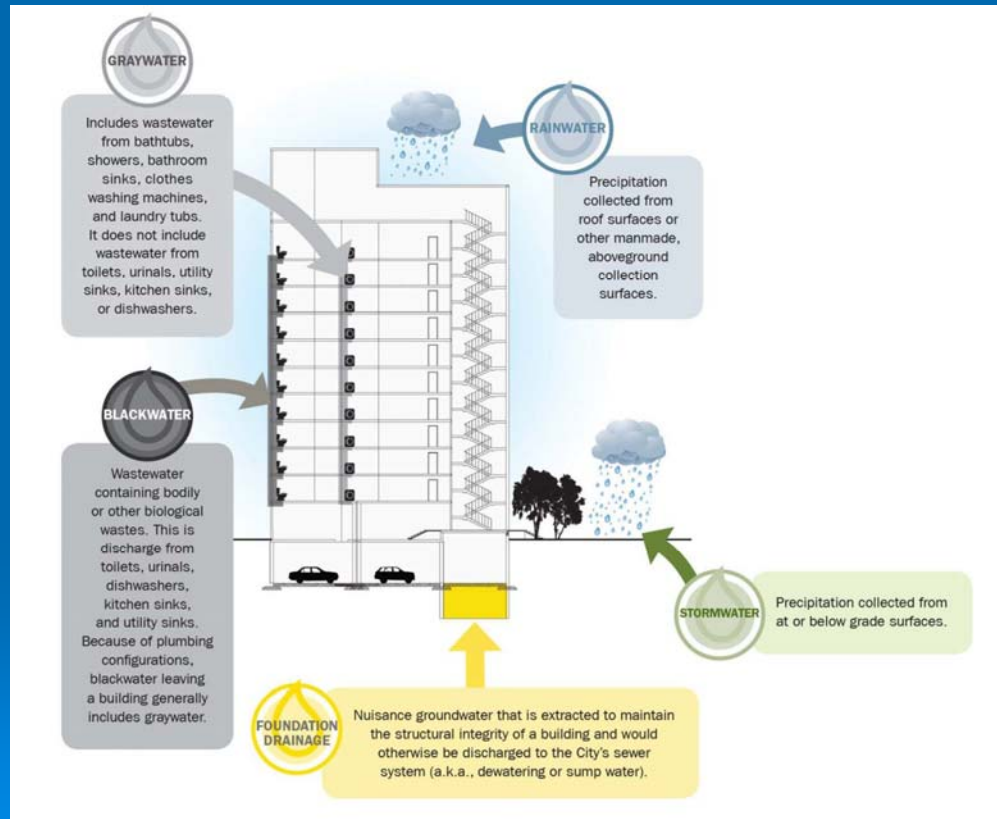 GRAYWATER
Includes wastewater
from bathtubs,
showers, bathroom
sinks, clothes
washing machines,
and laundry tubs.
It does not include
wastewater from
toilets, urinals, utility
sinks, kitchen sinks,
or dishwashers.
RAINWATER
Precipitation
collected from
roof surfaces or
other manmade,
aboveground
collection
surfaces.
BLACKWATER
Wastewater
containing bodily
or other biological
wastes. This is
discharge from
toilets, urinals,
dishwashers,
kitchen sinks,
and utility sinks.
Because of plumbing
configurations,
blackwater leaving
a building generally
includes graywater.
STORMWATER
Precipitation collected from
at or below grade surfaces.
FOUNDATION
DRAINAGE
Nuisance groundwater that is extracted to maintain
the structural integrity of a building and would
otherwise be discharged to the City's sewer
system (a.k.a., dewatering or sump water).